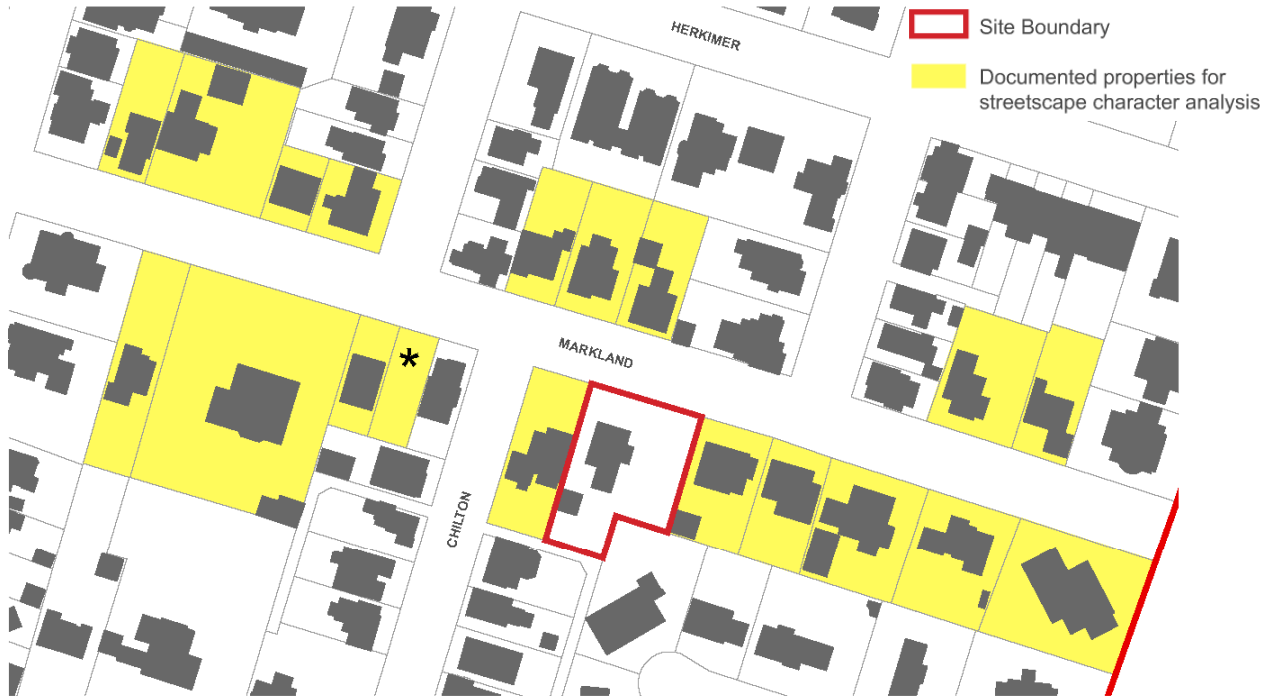 HERKIMER
Site Boundary
Documented properties for
streetscape character analysis
*
MARKLAND
CHILTON